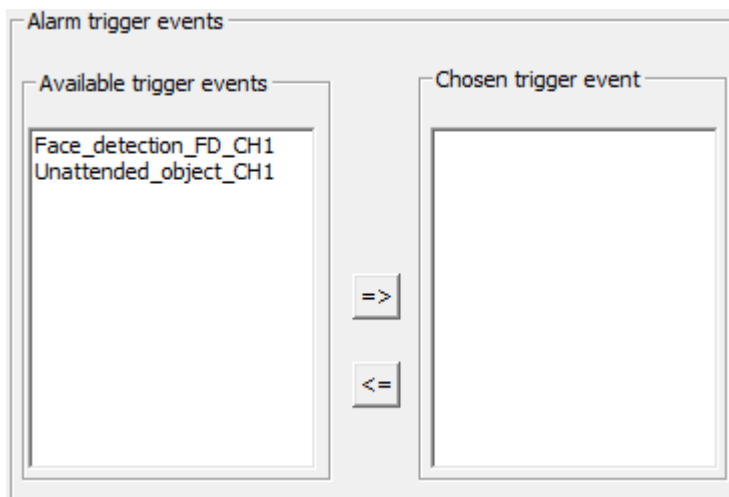 Alarm trigger events
Available trigger events
Chosen trigger event
Face_detection_FD_CH1
Unattended_object_CH1
=>
<=